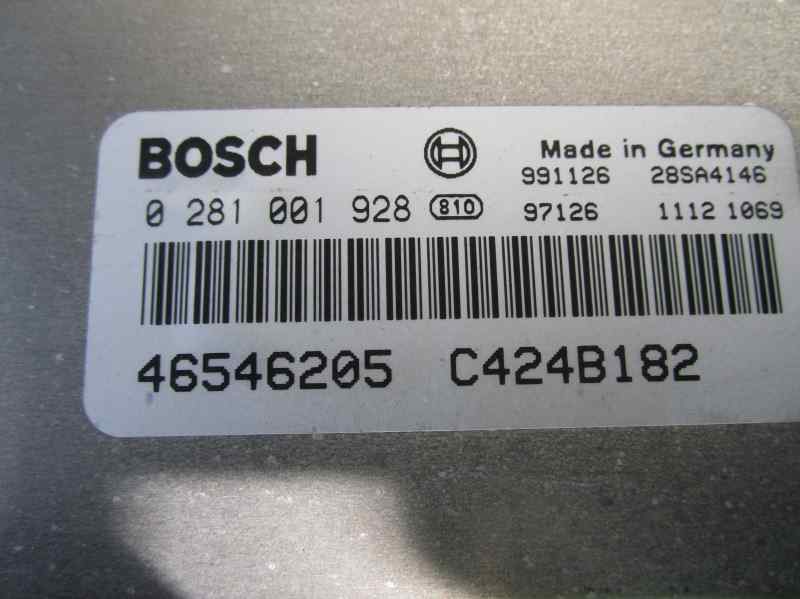 BOSCH Made in Germany
991126 28SA4146
0 281 001 928 810 97126 1112 1069
46546205 C424B182